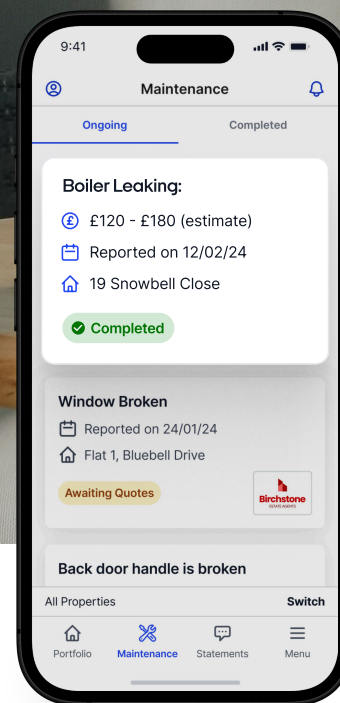 9:41
Maintenance
Ongoing
Completed
Boiler Leaking:
£120 - £180 (estimate)
Reported on 12/02/24
19 Snowbell Close
Completed
Window Broken
Reported on 24/01/24
Flat 1, Bluebell Drive
Awaiting Quotes
Birchstone
ESTATE AGENTS
Back door handle is broken
All Properties
Switch
Portfolio
Maintenance
Statements
Menu